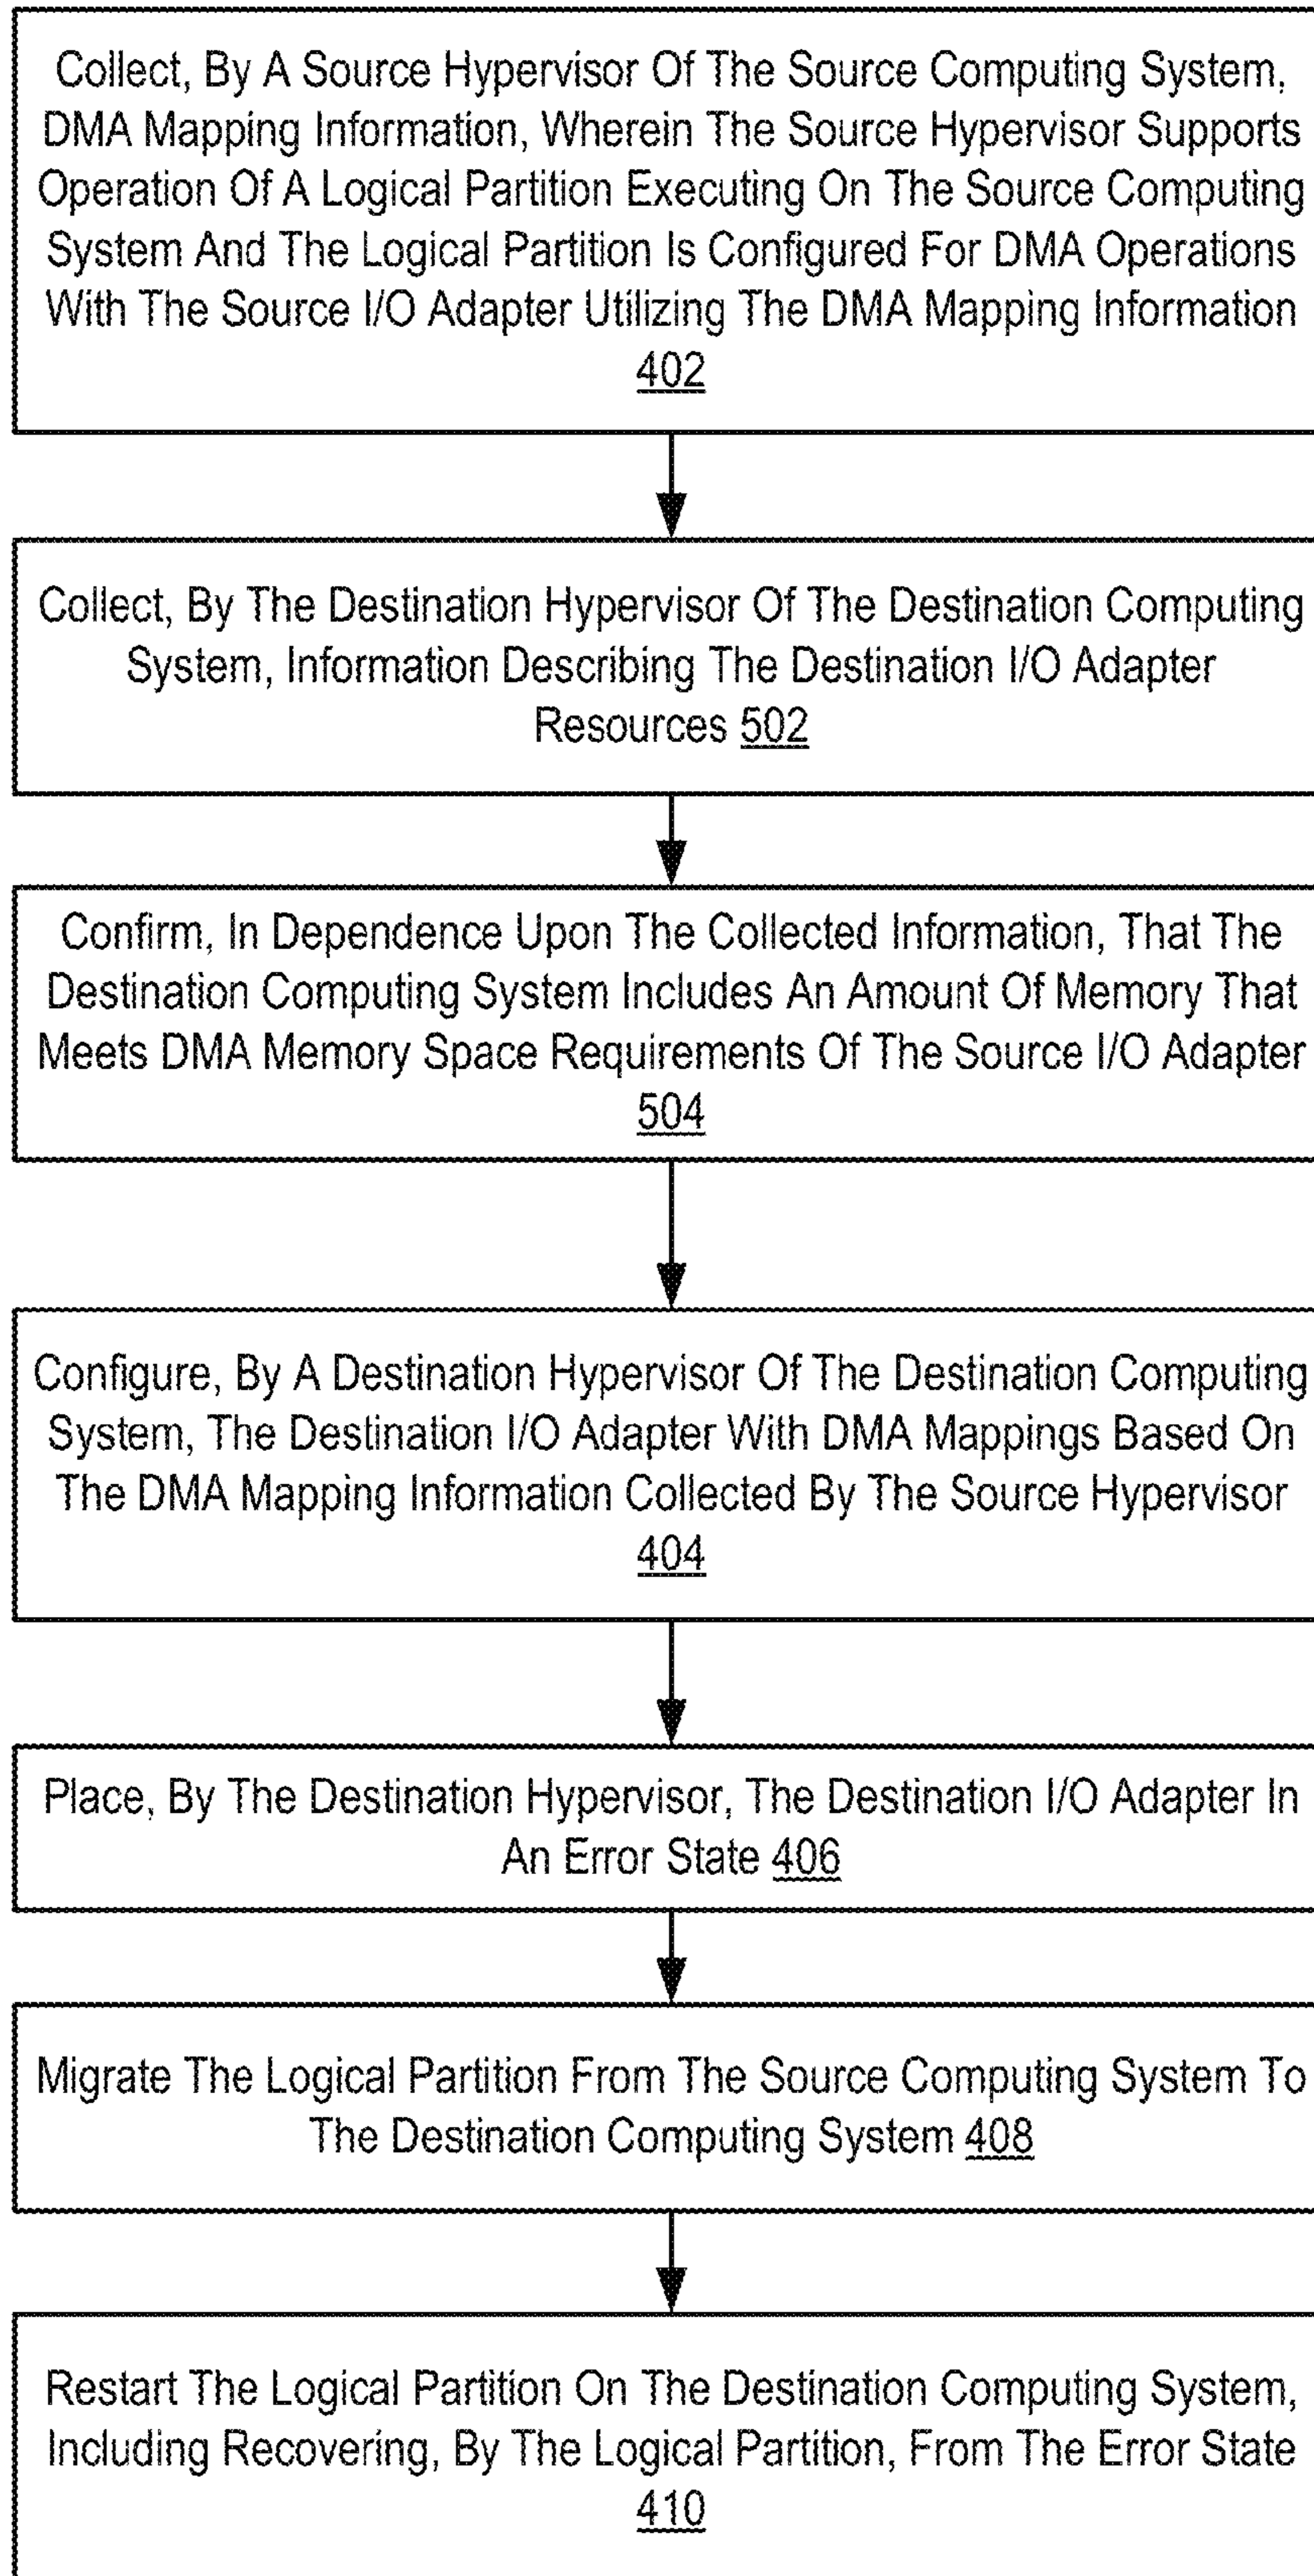 Collect, By A Source Hypervisor Of The Source Computing System,
DMA Mapping Information, Wherein The Source Hypervisor Supports
Operation Of A Logical Partition Executing On The Source Computing
System And The Logical Partition Is Configured For DMA Operations
With The Source I/O Adapter Utilizing The DMA Mapping Information
402
Collect, By The Destination Hypervisor Of The Destination Computing
System, Information Describing The Destination I/O Adapter
Resources 502
Confirm, In Dependence Upon The Collected Information, That The
Destination Computing System Includes An Amount Of Memory That
Meets DMA Memory Space Requirements Of The Source I/O Adapter
504
Configure, By A Destination Hypervisor Of The Destination Computing
System, The Destination I/O Adapter With DMA Mappings Based On
The DMA Mapping Information Collected By The Source Hypervisor
404
Place, By The Destination Hypervisor, The Destination I/O Adapter In
An Error State 406
Migrate The Logical Partition From The Source Computing System To
The Destination Computing System 408
Restart The Logical Partition On The Destination Computing System,
Including Recovering, By The Logical Partition, From The Error State
410